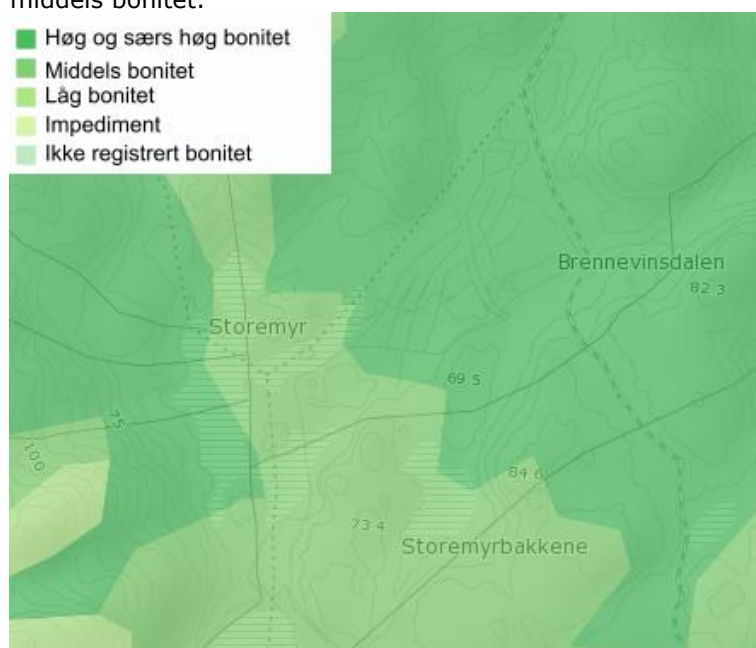 middels bonitet.
Høg og særs høg bonitet
Middels bonitet
Låg bonitet
Impediment
Ikke registrert bonitet
Brennevinsdalen
82.3
Storemyr
69.5
75
100
84.6
73.4
Storemyrbakkene